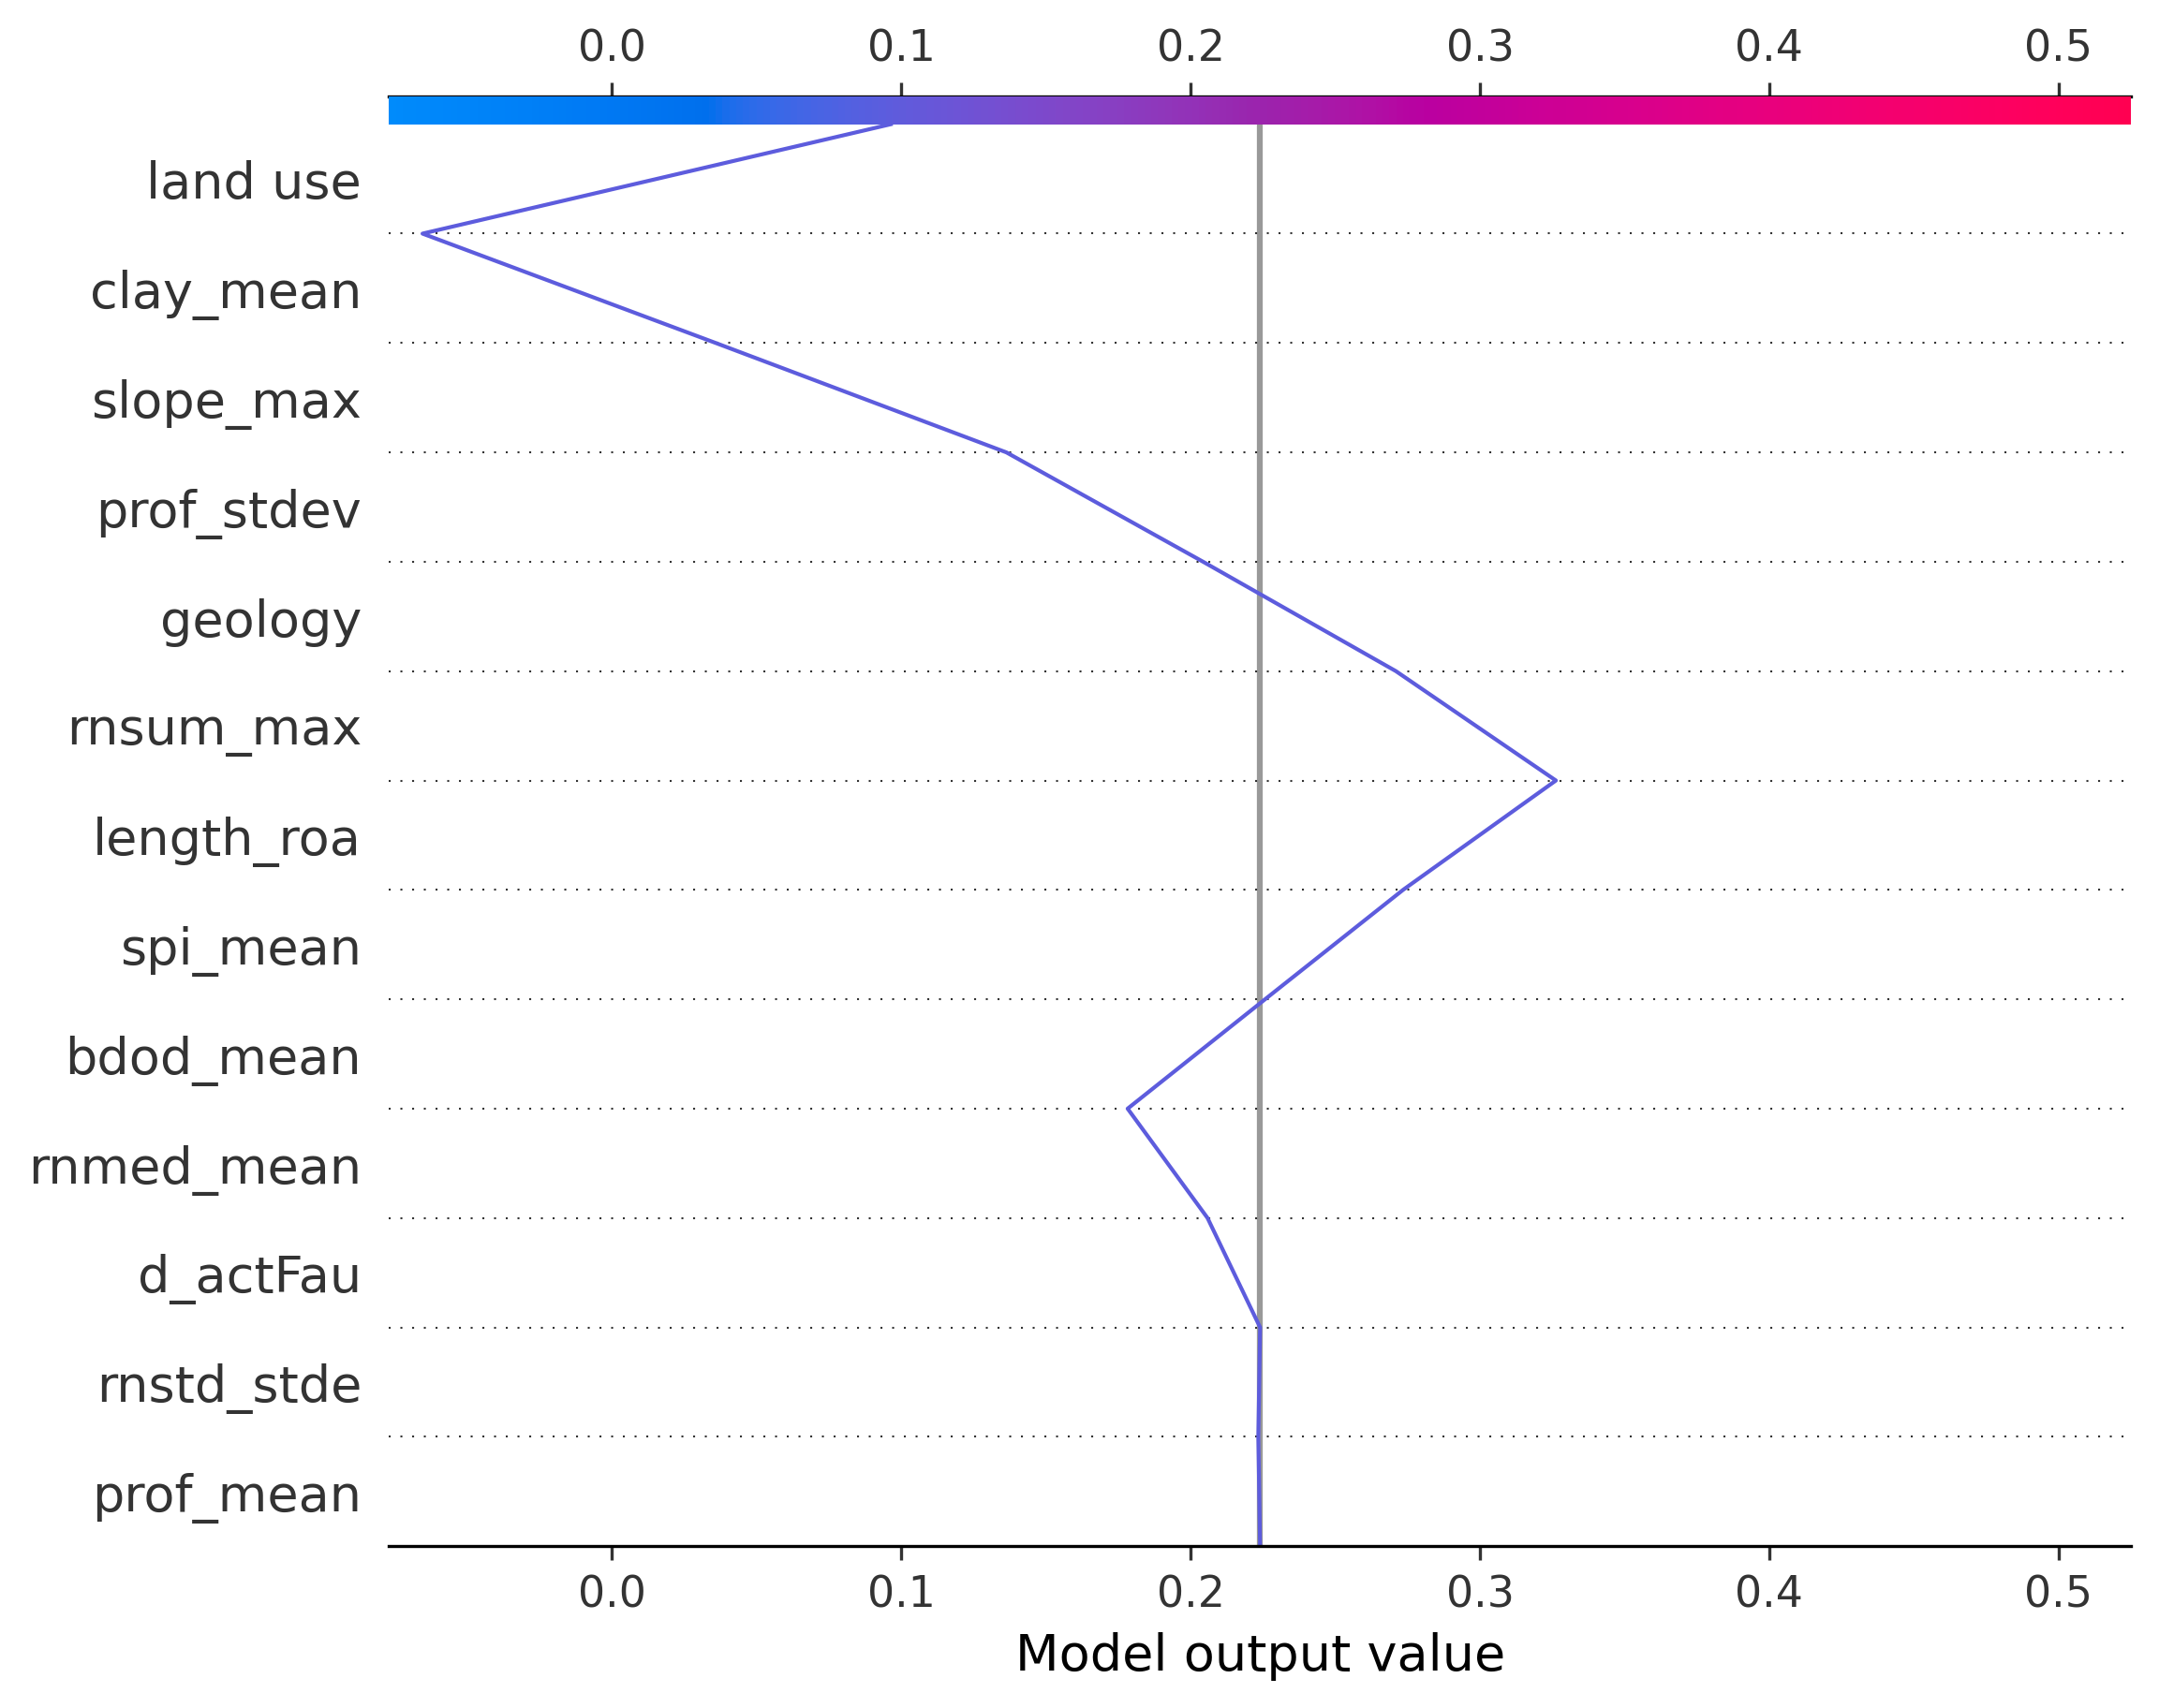 0.0 0.1 0.2 0.3 0.4 0.5
land use
clay_mean
slope_max
prof_stdev
geology
rnsum_max
length_roa
spi_mean
bdod_mean
rnmed_mean
d_actFau
rnstd_stde
prof_mean
0.0 0.1 0.2 0.3 0.4 0.5
Model output value